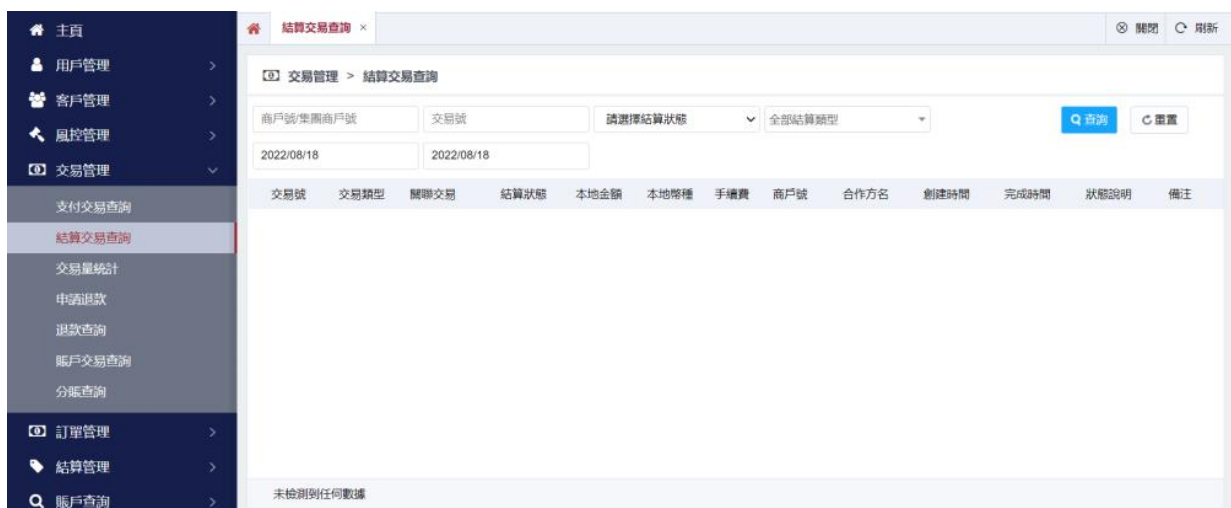 主頁
用戶管理
客戶管理
風控管理
交易管理
支付交易查詢
結算交易查詢
交易量統計
申請退款
退款查詢
賬戶交易查詢
分賬查詢
訂單管理
結算管理
賬戶查詢
結算交易查詢 × 關閉 刷新
交易管理 > 結算交易查詢
商戶號/集團商戶號 交易號 請選擇結算狀態 全部結算類型 查詢 重置
2022/08/18 2022/08/18
交易號 交易類型 關聯交易 結算狀態 本地金額 本地幣種 手續費 商戶號 合作方名 創建時間 完成時間 狀態說明 備注
未檢測到任何數據